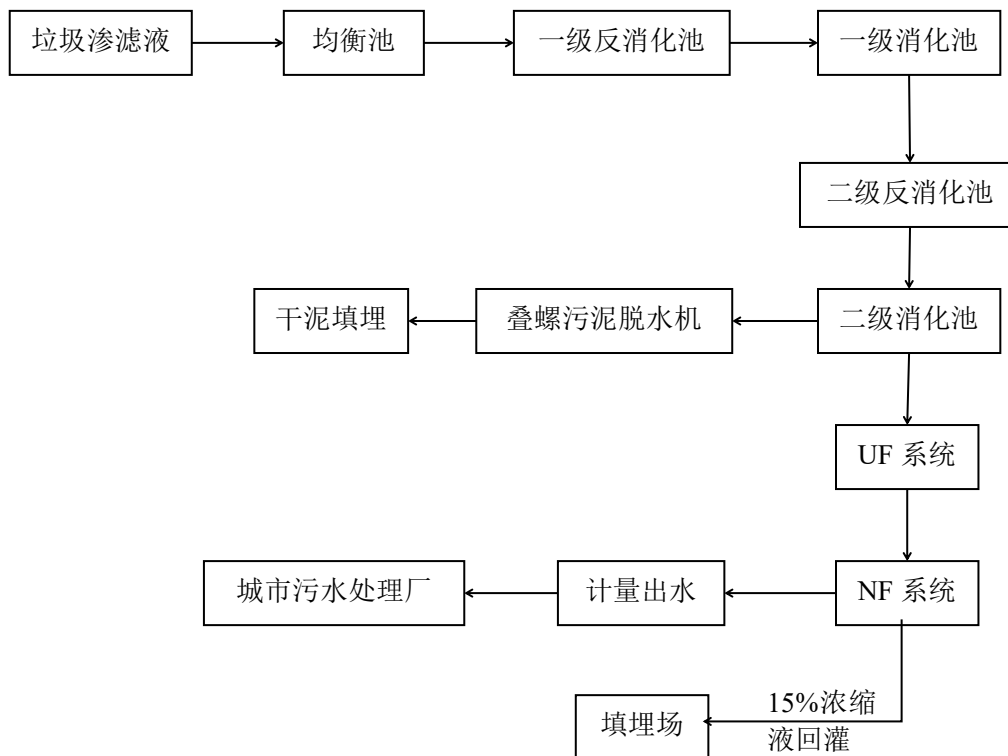 垃圾渗滤液
均衡池
一级反消化池
一级消化池
二级反消化池
干泥填埋
叠螺污泥脱水机
二级消化池
UF 系统
城市污水处理厂
计量出水
NF 系统
填埋场
15%浓缩
液回灌